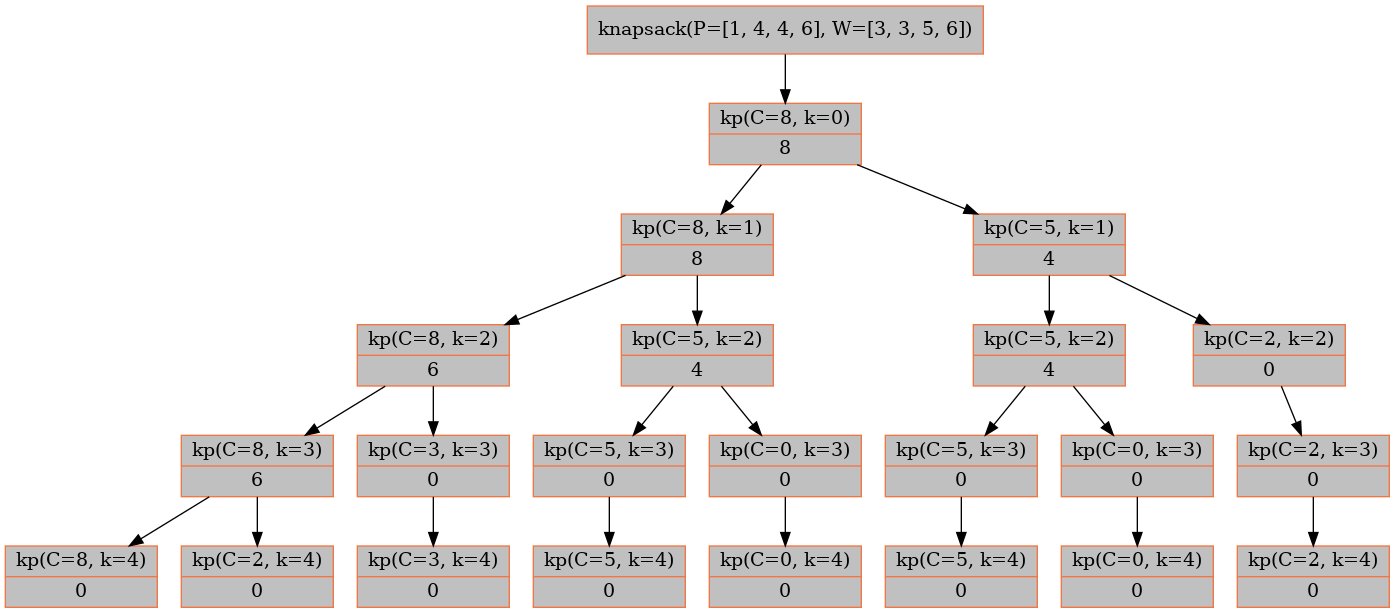 knapsack(P=[1, 4, 4, 6], W=[3, 3, 5, 6])
kp(C=8, k=0)
8
kp(C=8, k=1)
8
kp(C=5, k=1)
4
kp(C=8, k=2)
6
kp(C=5, k=2)
4
kp(C=5, k=2)
4
kp(C=2, k=2)
0
kp(C=8, k=3)
6
kp(C=3, k=3)
0
kp(C=5, k=3)
0
kp(C=0, k=3)
0
kp(C=5, k=3)
0
kp(C=0, k=3)
0
kp(C=2, k=3)
0
kp(C=8, k=4)
0
kp(C=2, k=4)
0
kp(C=3, k=4)
0
kp(C=5, k=4)
0
kp(C=0, k=4)
0
kp(C=5, k=4)
0
kp(C=0, k=4)
0
kp(C=2, k=4)
0